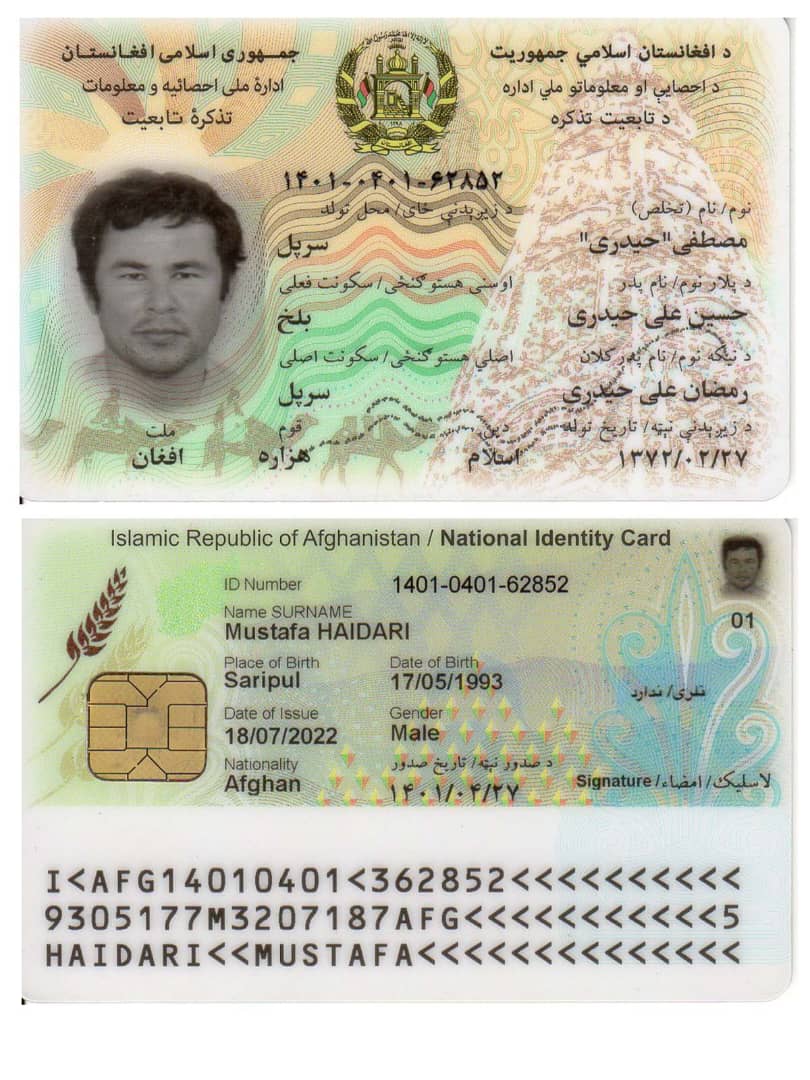 د افغانستان اسلامي جمهوریت
جمهوری اسلامی افغانستان
د احصایې او معلوماتو ملي اداره
ادارهٔ ملی احصائیه و معلومات
د تابعیت تذکره
تذکرهٔ تابعیت
۱۴۰۱-۰۴۰۱-۶۲۸۵۲
نوم/ نام (تخلص)
د زیږیدنې ځای/ محل تولد
مصطفی"حیدری"
سرپل
د پلار نوم/ نام پدر
اوسنی هستوګنځی/ سکونت فعلی
حسین علی حیدری
بلخ
د نیکه نوم/ نام پدر کلان
اصلي هستوګنځی/ سکونت اصلی
رمضان علی حیدری
سرپل
د زیږیدنې نېټه/ تاریخ تولد
دین
قوم
ملت
۱۳۷۲/۰۲/۲۷
اسلام
هزاره
افغان
Islamic Republic of Afghanistan / National Identity Card
ID Number 1401-0401-62852
Name SURNAME
Mustafa HAIDARI
01
Place of Birth Date of Birth
Saripul 17/05/1993
نلري/ ندارد
Date of Issue Gender
18/07/2022 Male
Nationality د صدور نېټه/ تاریخ صدور
Afghan ۱۴۰۱/۰۴/۲۷
Signature / لاسلیک/ امضاء
I<AFG14010401<362852<<<<<<<<<<
9305177M3207187AFG<<<<<<<<<<<5
HAIDARI<<MUSTAFA<<<<<<<<<<<<<<